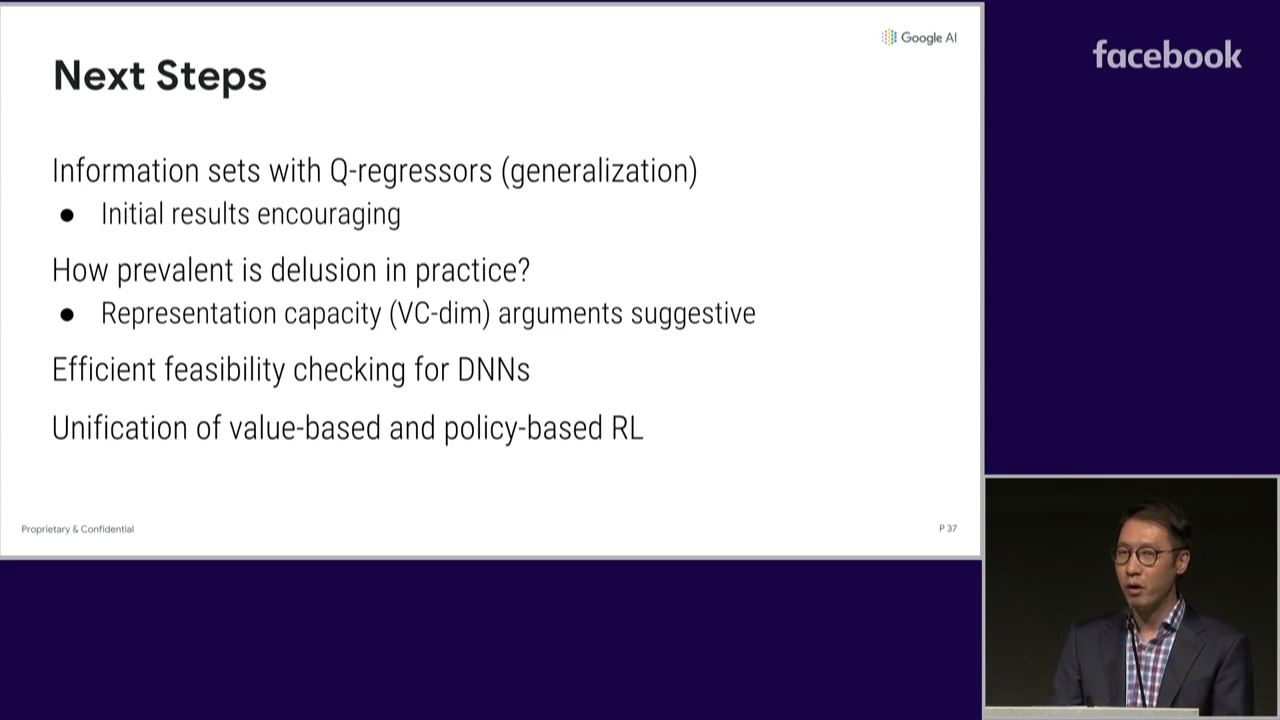 Google AI
facebook
Next Steps
Information sets with Q-regressors (generalization)
● Initial results encouraging
How prevalent is delusion in practice?
● Representation capacity (VC-dim) arguments suggestive
Efficient feasibility checking for DNNs
Unification of value-based and policy-based RL
Proprietary & Confidential
P 37